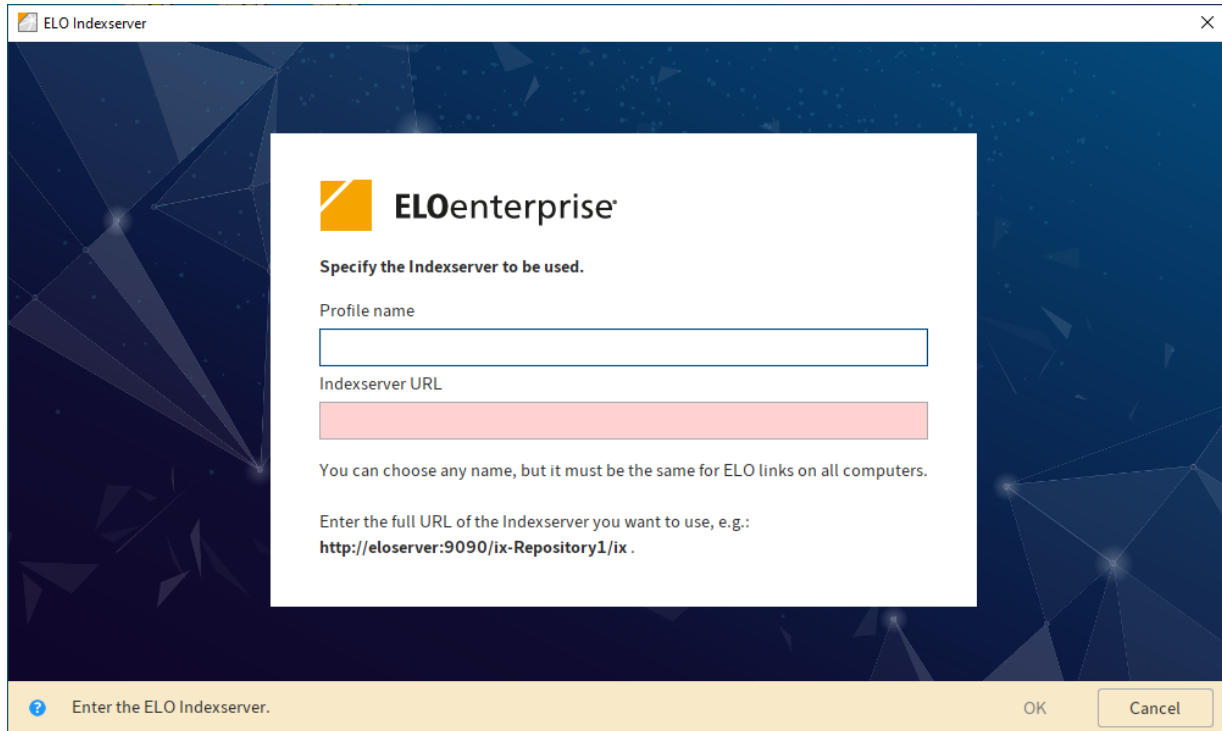 ELO Indexserver
ELOenterprise
Specify the Indexserver to be used.
Profile name
Indexserver URL
You can choose any name, but it must be the same for ELO links on all computers.
Enter the full URL of the Indexserver you want to use, e.g.:
http://eloserver:9090/ix-Repository1/ix .
Enter the ELO Indexserver.
OK
Cancel